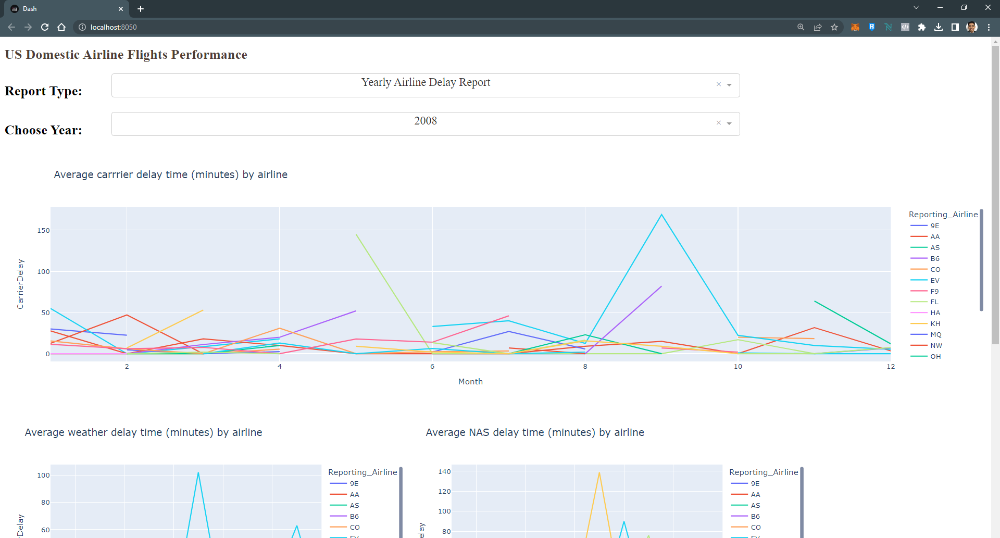 Dash
localhost:8050
US Domestic Airline Flights Performance
Report Type:
Yearly Airline Delay Report
×
Choose Year:
2008
×
Average carrrier delay time (minutes) by airline
CarrierDelay
150
100
50
0
2
4
6
8
10
12
Month
Reporting_Airline
9E
AA
AS
B6
CO
EV
F9
FL
HA
KH
MQ
NW
OH
Average weather delay time (minutes) by airline
100
80
60
Reporting_Airline
9E
AA
AS
B6
CO
EV
Average NAS delay time (minutes) by airline
140
120
100
80
Reporting_Airline
9E
AA
AS
B6
CO
EV